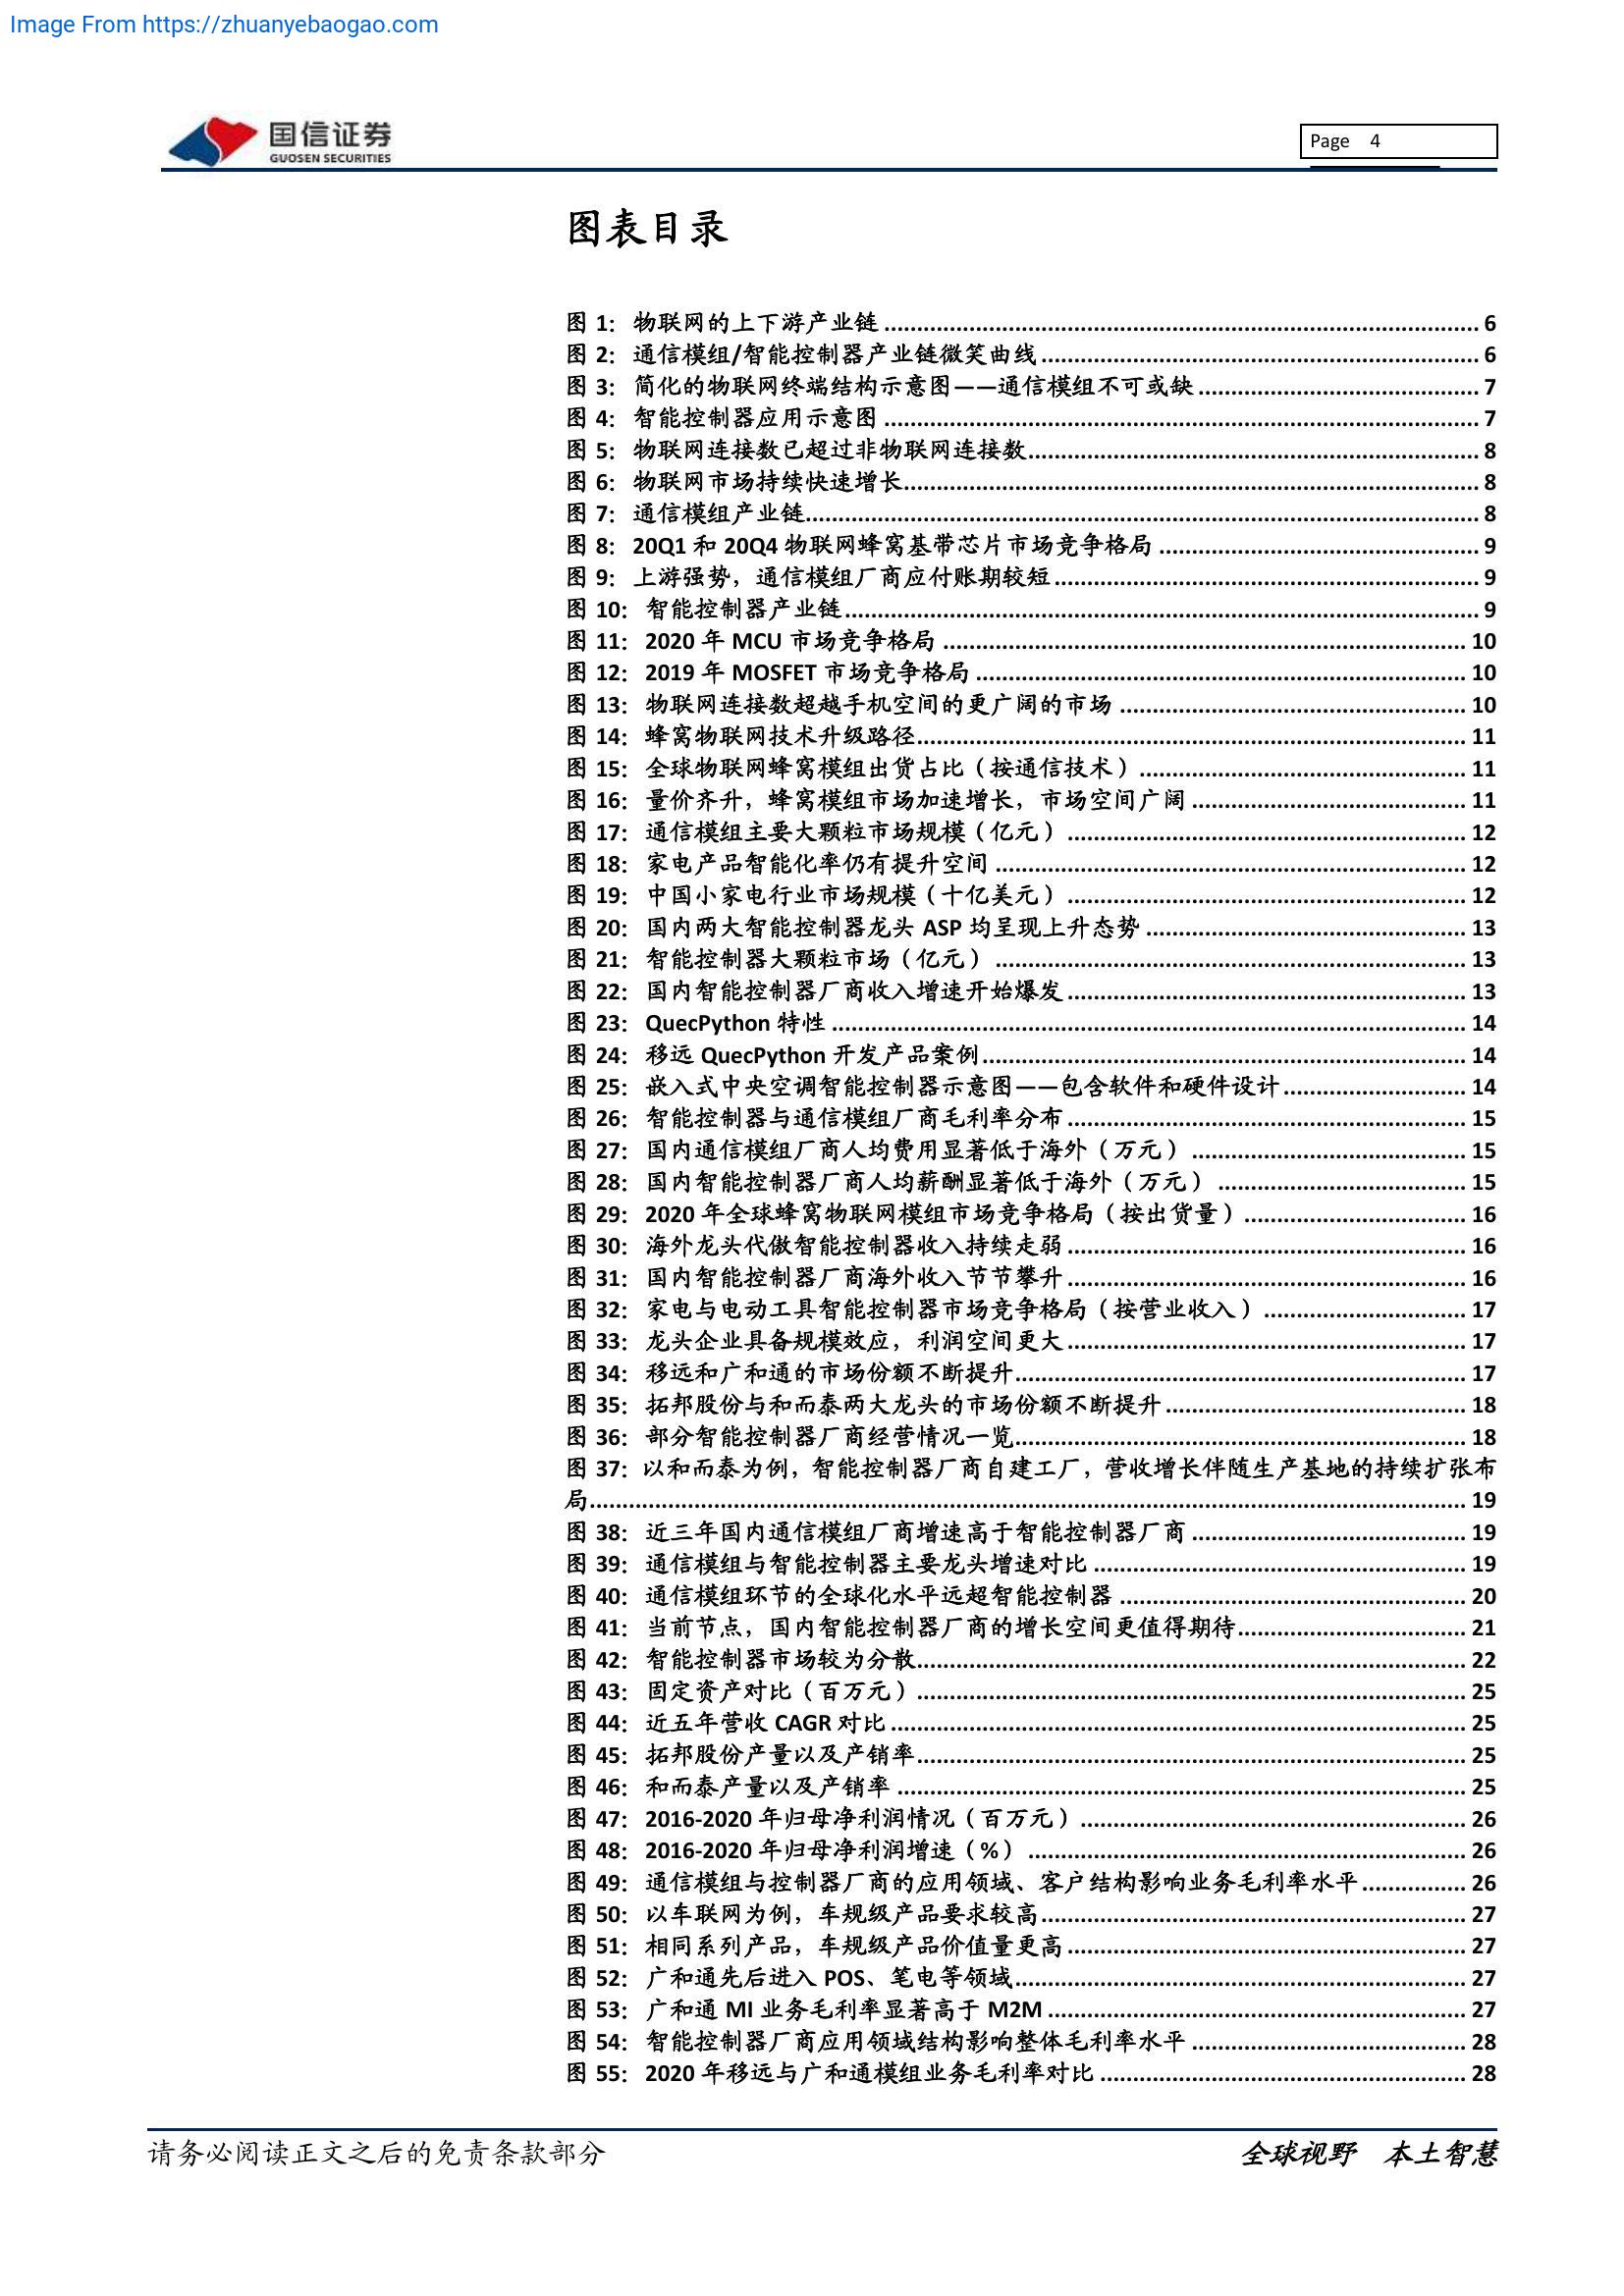 Image From https://zhuanyebaogao.com
国信证券
GUOSEN SECURITIES
Page 4
图表目录
图 1：物联网的上下游产业链 ........................................ 6
图 2：通信模组/智能控制器产业链微笑曲线 ........................................ 6
图 3：简化的物联网终端结构示意图——通信模组不可或缺 ........................................ 7
图 4：智能控制器应用示意图 ........................................ 7
图 5：物联网连接数已超过非物联网连接数 ........................................ 8
图 6：物联网市场持续快速增长 ........................................ 8
图 7：通信模组产业链 ........................................ 8
图 8：20Q1 和 20Q4 物联网蜂窝基带芯片市场竞争格局 ........................................ 9
图 9：上游强势，通信模组厂商应付账期较短 ........................................ 9
图 10：智能控制器产业链 ........................................ 9
图 11：2020 年 MCU 市场竞争格局 ........................................ 10
图 12：2019 年 MOSFET 市场竞争格局 ........................................ 10
图 13：物联网连接数超越手机空间的更广阔的市场 ........................................ 10
图 14：蜂窝物联网技术升级路径 ........................................ 11
图 15：全球物联网蜂窝模组出货占比（按通信技术） ........................................ 11
图 16：量价齐升，蜂窝模组市场加速增长，市场空间广阔 ........................................ 11
图 17：通信模组主要大颗粒市场规模（亿元） ........................................ 12
图 18：家电产品智能化率仍有提升空间 ........................................ 12
图 19：中国小家电行业市场规模（十亿美元） ........................................ 12
图 20：国内两大智能控制器龙头 ASP 均呈现上升态势 ........................................ 13
图 21：智能控制器大颗粒市场（亿元） ........................................ 13
图 22：国内智能控制器厂商收入增速开始爆发 ........................................ 13
图 23：QuecPython 特性 ........................................ 14
图 24：移远 QuecPython 开发产品案例 ........................................ 14
图 25：嵌入式中央空调智能控制器示意图——包含软件和硬件设计 ........................................ 14
图 26：智能控制器与通信模组厂商毛利率分布 ........................................ 15
图 27：国内通信模组厂商人均费用显著低于海外（万元） ........................................ 15
图 28：国内智能控制器厂商人均薪酬显著低于海外（万元） ........................................ 15
图 29：2020 年全球蜂窝物联网模组市场竞争格局（按出货量） ........................................ 16
图 30：海外龙头代傲智能控制器收入持续走弱 ........................................ 16
图 31：国内智能控制器厂商海外收入节节攀升 ........................................ 16
图 32：家电与电动工具智能控制器市场竞争格局（按营业收入） ........................................ 17
图 33：龙头企业具备规模效应，利润空间更大 ........................................ 17
图 34：移远和广和通的市场份额不断提升 ........................................ 17
图 35：拓邦股份与和而泰两大龙头的市场份额不断提升 ........................................ 18
图 36：部分智能控制器厂商经营情况一览 ........................................ 18
图 37：以和而泰为例，智能控制器厂商自建工厂，营收增长伴随生产基地的持续扩张布
局 ........................................ 19
图 38：近三年国内通信模组厂商增速高于智能控制器厂商 ........................................ 19
图 39：通信模组与智能控制器主要龙头增速对比 ........................................ 19
图 40：通信模组环节的全球化水平远超智能控制器 ........................................ 20
图 41：当前节点，国内智能控制器厂商的增长空间更值得期待 ........................................ 21
图 42：智能控制器市场较为分散 ........................................ 22
图 43：固定资产对比（百万元） ........................................ 25
图 44：近五年营收 CAGR 对比 ........................................ 25
图 45：拓邦股份产量以及产销率 ........................................ 25
图 46：和而泰产量以及产销率 ........................................ 25
图 47：2016-2020 年归母净利润情况（百万元） ........................................ 26
图 48：2016-2020 年归母净利润增速（%） ........................................ 26
图 49：通信模组与控制器厂商的应用领域、客户结构影响业务毛利率水平 ........................................ 26
图 50：以车联网为例，车规级产品要求较高 ........................................ 27
图 51：相同系列产品，车规级产品价值量更高 ........................................ 27
图 52：广和通先后进入 POS、笔电等领域 ........................................ 27
图 53：广和通 MI 业务毛利率显著高于 M2M ........................................ 27
图 54：智能控制器厂商应用领域结构影响整体毛利率水平 ........................................ 28
图 55：2020 年移远与广和通模组业务毛利率对比 ........................................ 28
请务必阅读正文之后的免责条款部分
全球视野 本土智慧